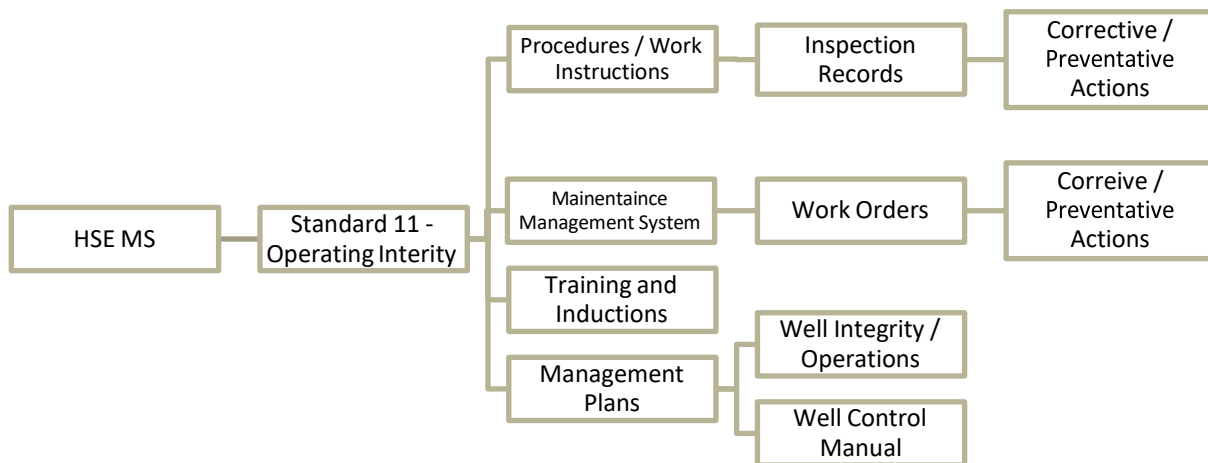 Procedures / Work
Instructions
Inspection
Records
Corrective /
Preventative
Actions
HSE MS
Standard 11 -
Operating Interity
Mainentaince
Management System
Work Orders
Correive /
Preventative
Actions
Training and
Inductions
Management
Plans
Well Integrity /
Operations
Well Control
Manual